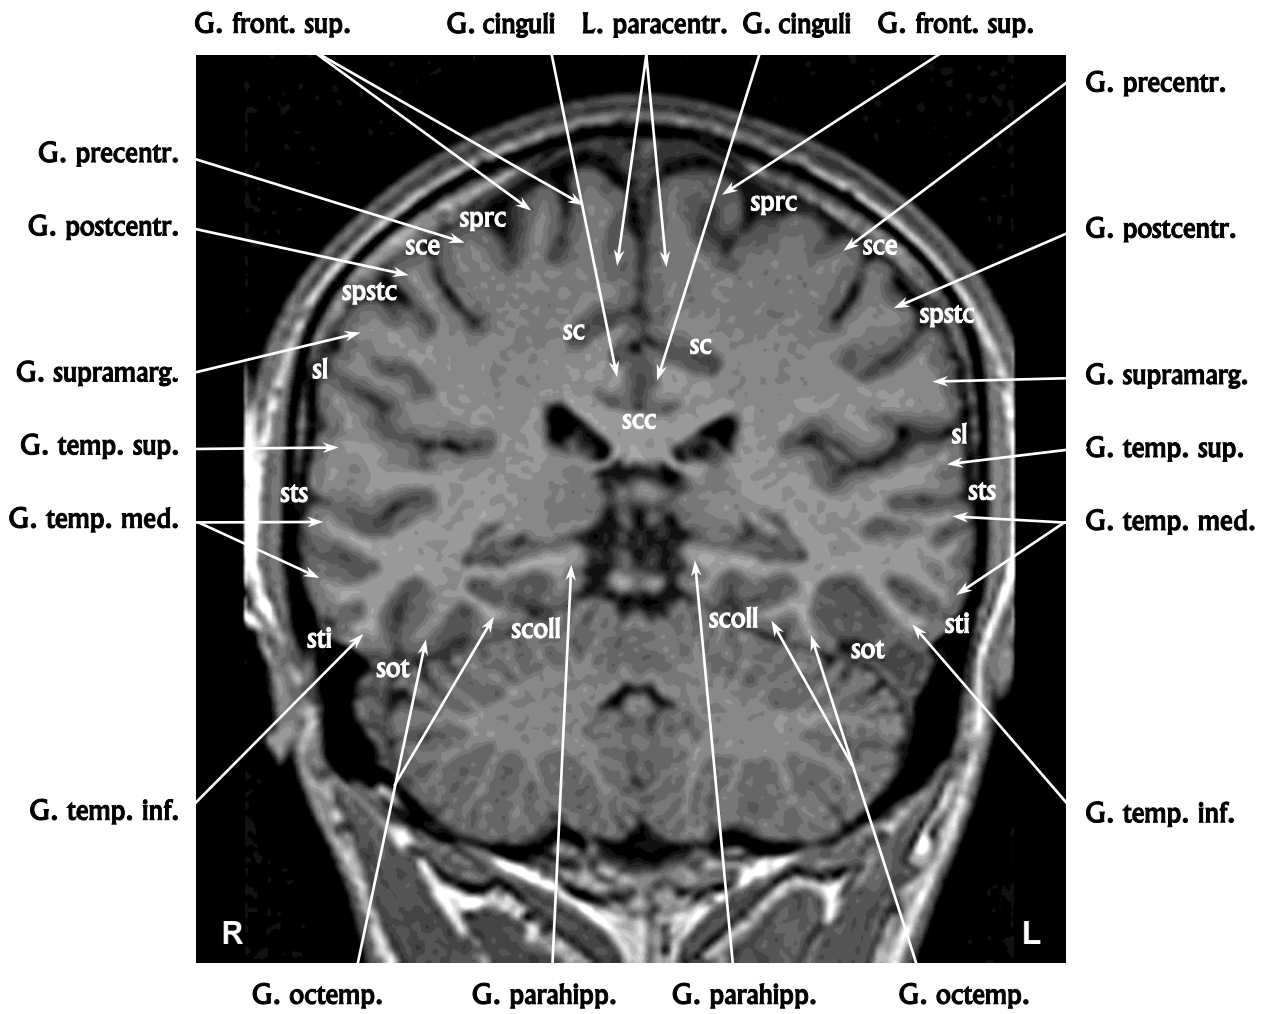 G. front. sup.
G. cinguli
L. paracentr.
G. cinguli
G. front. sup.
G. precentr.
G. precentr.
sprc
sprc
G. postcentr.
sce
sce
G. postcentr.
spstc
spstc
sc
sc
G. supramarg.
sl
G. supramarg.
scc
G. temp. sup.
sl
G. temp. sup.
sts
sts
G. temp. med.
G. temp. med.
scoll
scoll
sti
sti
sot
sot
G. temp. inf.
G. temp. inf.
R
L
G. octemp.
G. parahipp.
G. parahipp.
G. octemp.